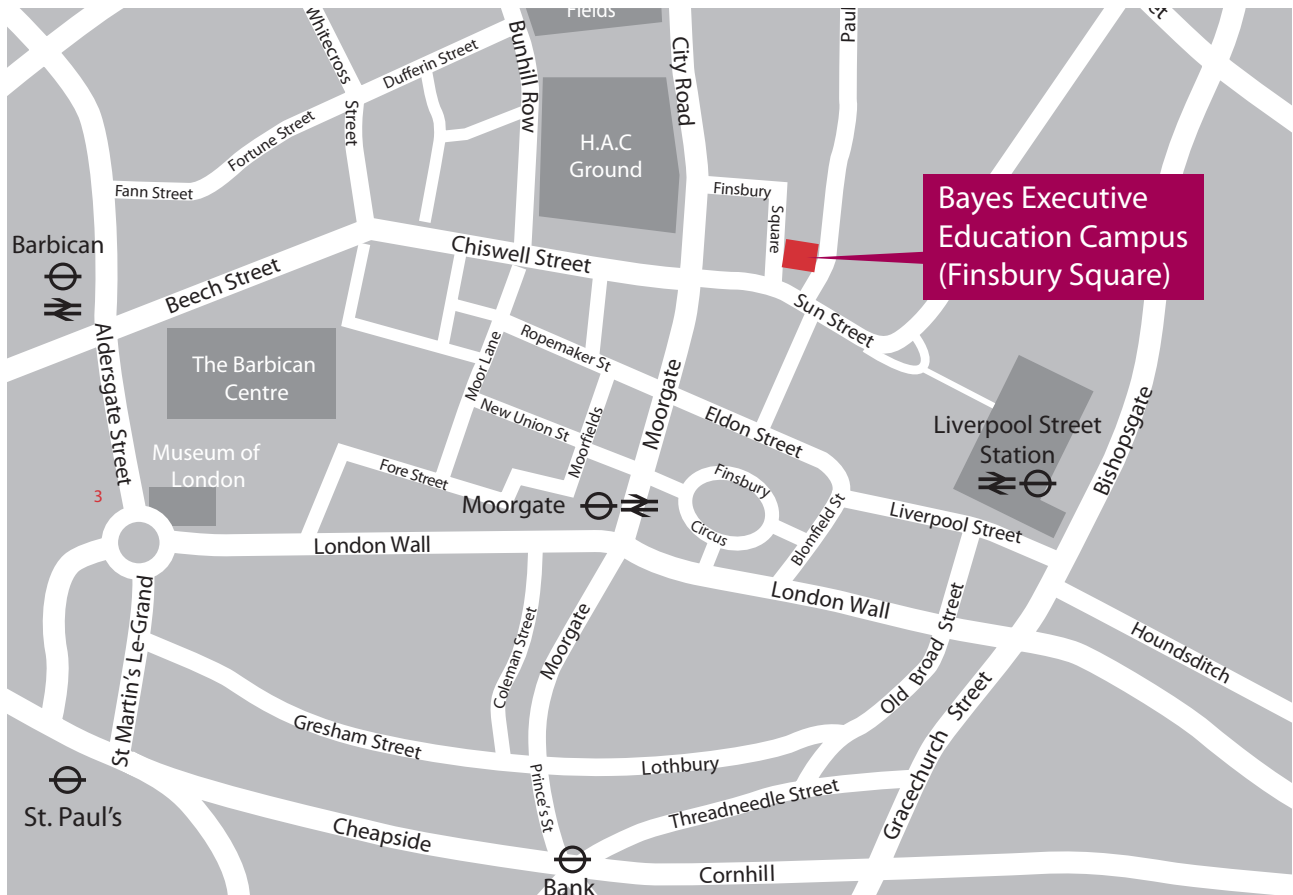 Fields
Whitecross
Street
Dufferin Street
Bunhill Row
City Road
Paul
et
Fortune Street
Fann Street
H.A.C
Ground
Finsbury
Square
Bayes Executive
Education Campus
(Finsbury Square)
Barbican
Beech Street
Chiswell Street
Sun Street
Aldersgate Street
The Barbican
Centre
Moor Lane
Ropemaker St
Moorgate
Eldon Street
New Union St
Moorfields
Liverpool Street
Station
Bishopsgate
Museum of
London
3
Fore Street
Moorgate
Finsbury
Circus
Blomfield St
Liverpool Street
London Wall
London Wall
St Martin's Le-Grand
Coleman Street
Moorgate
Old Broad Street
Houndsditch
Gresham Street
Lothbury
Prince's St
Threadneedle Street
Gracechurch Street
St. Paul's
Cheapside
Cornhill
Bank